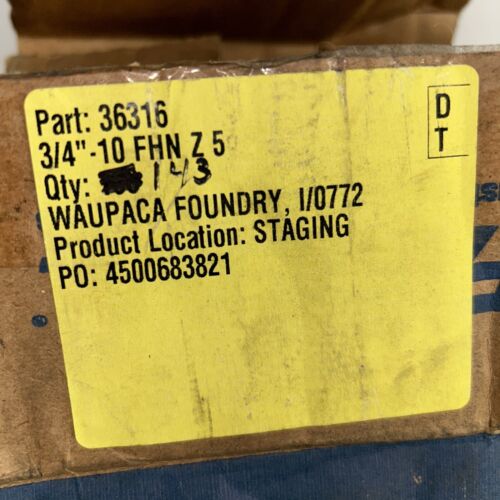 Part: 36316
3/4"-10 FHN Z 5
Qty: 143
WAUPACA FOUNDRY, I/0772
Product Location: STAGING
PO: 4500683821
D
T